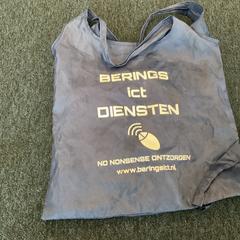 BERINGS
ict
DIENSTEN
NO NONSENSE ONTZORGEN
www.beringsict.nl